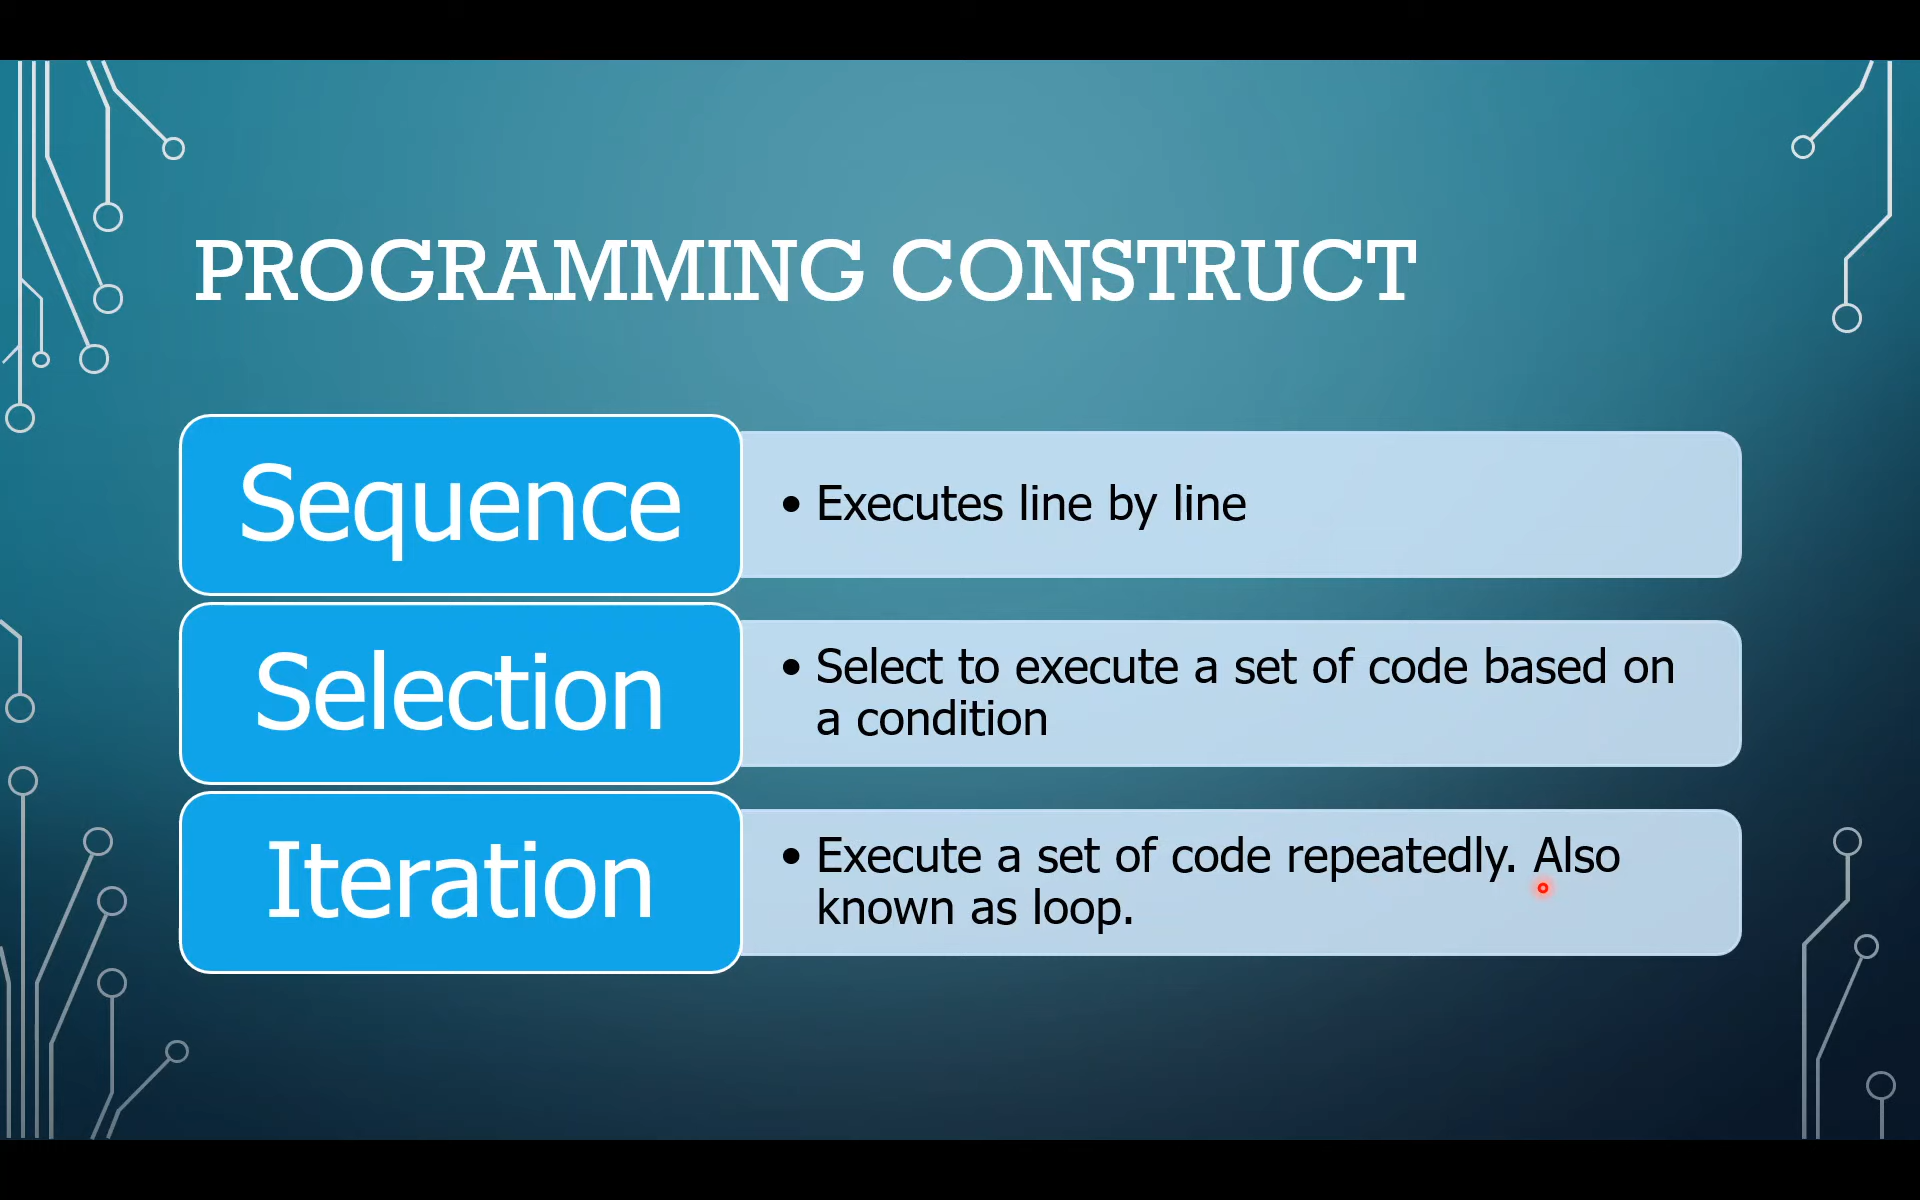 PROGRAMMING CONSTRUCT
Sequence
• Executes line by line
Selection
• Select to execute a set of code based on
a condition
Iteration
• Execute a set of code repeatedly. Also
known as loop.